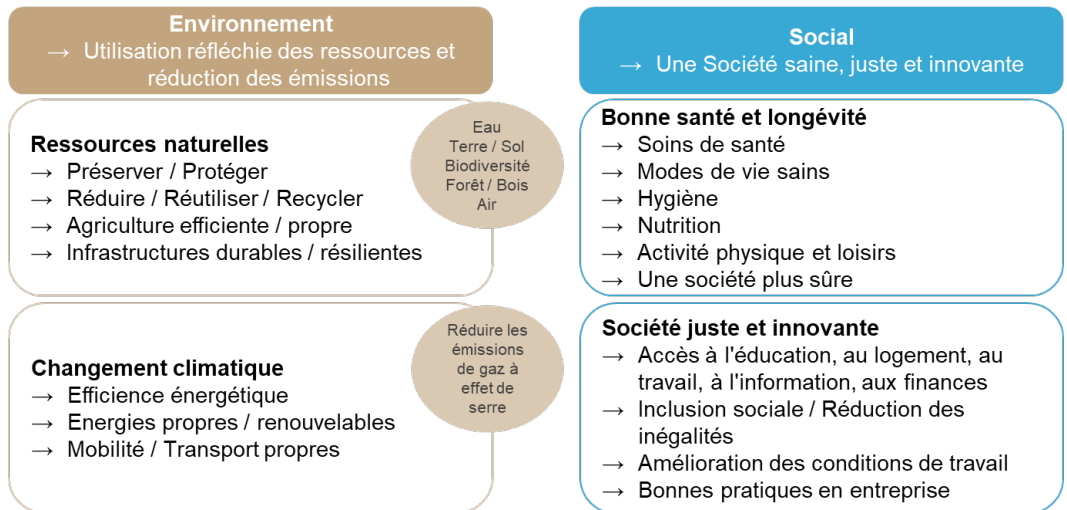 Environnement
→ Utilisation réfléchie des ressources et
réduction des émissions
Ressources naturelles
→ Préserver / Protéger
→ Réduire / Réutiliser / Recycler
→ Agriculture efficiente / propre
→ Infrastructures durables / résilientes
Eau
Terre / Sol
Biodiversité
Forêt / Bois
Air
Changement climatique
→ Efficience énergétique
→ Energies propres / renouvelables
→ Mobilité / Transport propres
Réduire les
émissions
de gaz à
effet de
serre
Social
→ Une Société saine, juste et innovante
Bonne santé et longévité
→ Soins de santé
→ Modes de vie sains
→ Hygiène
→ Nutrition
→ Activité physique et loisirs
→ Une société plus sûre
Société juste et innovante
→ Accès à l'éducation, au logement, au
travail, à l'information, aux finances
→ Inclusion sociale / Réduction des
inégalités
→ Amélioration des conditions de travail
→ Bonnes pratiques en entreprise